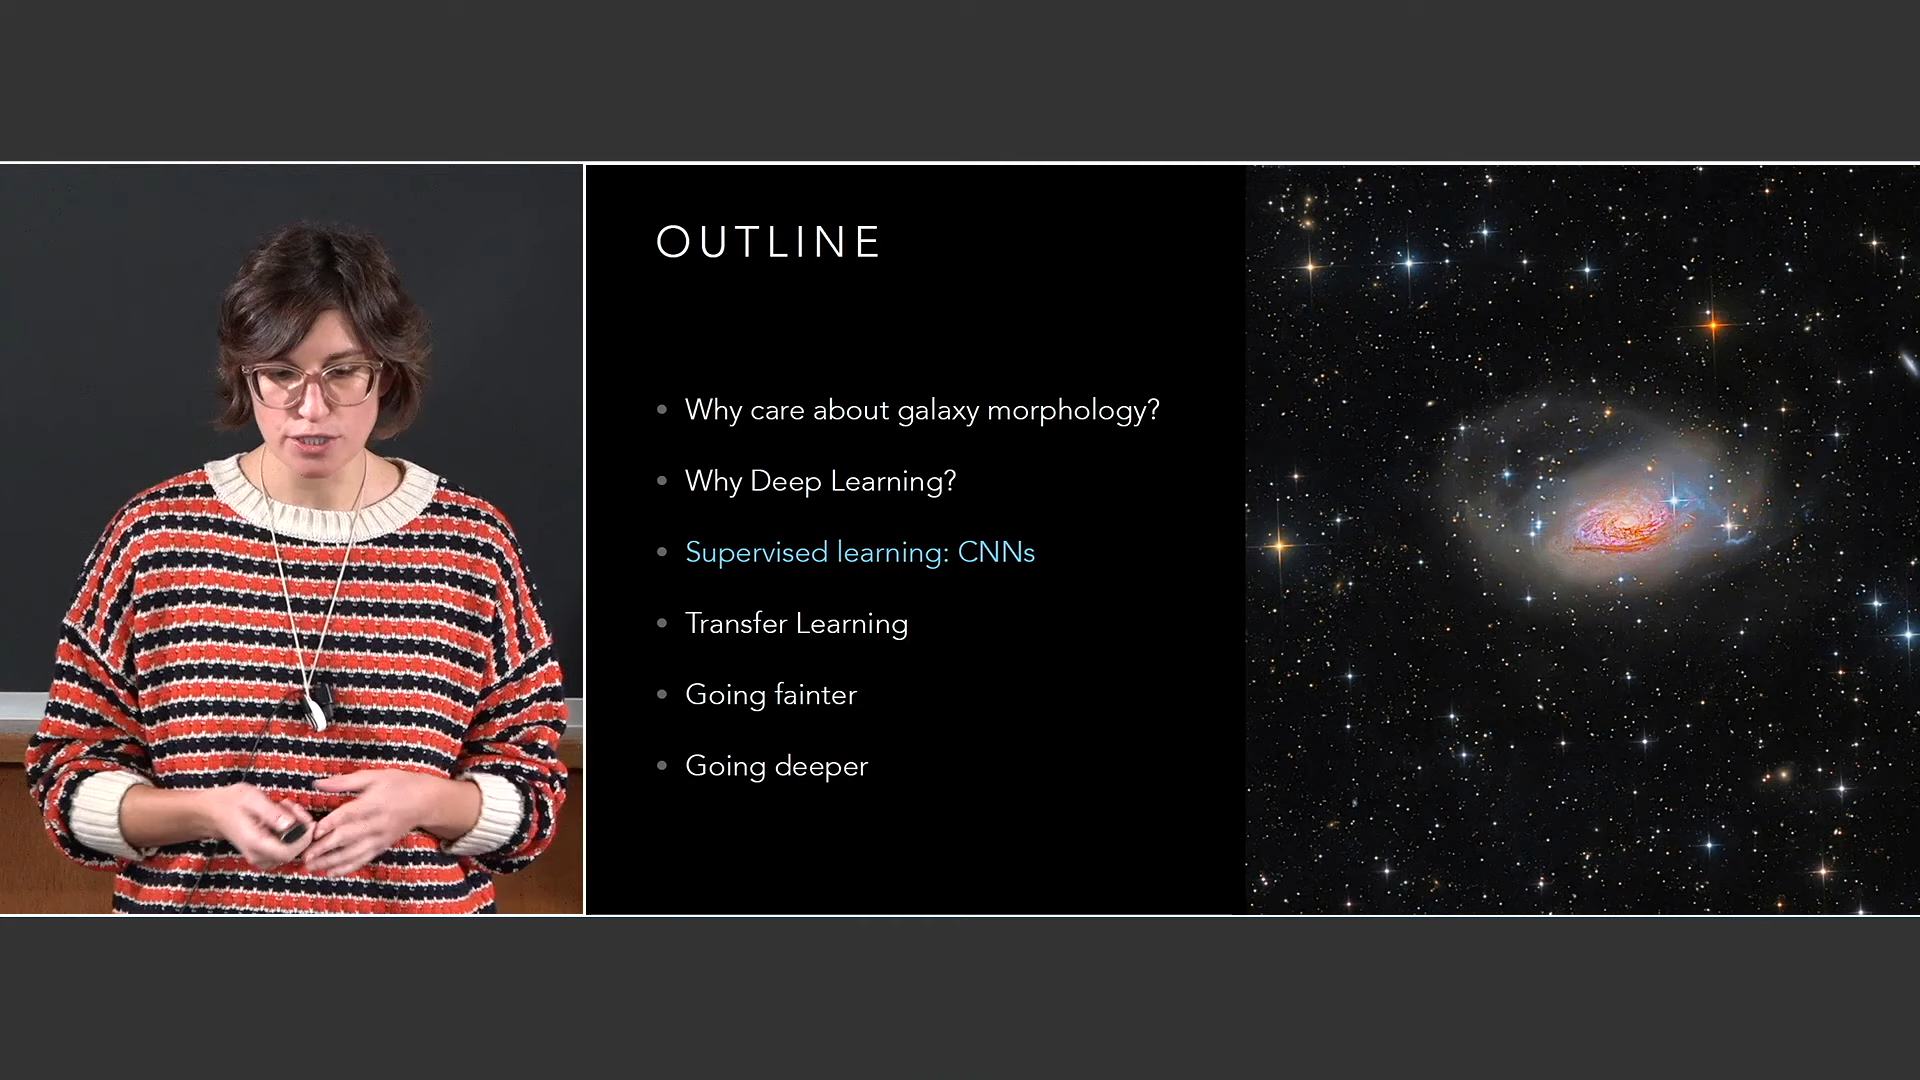 OUTLINE
• Why care about galaxy morphology?
• Why Deep Learning?
• Supervised learning: CNNs
• Transfer Learning
• Going fainter
• Going deeper